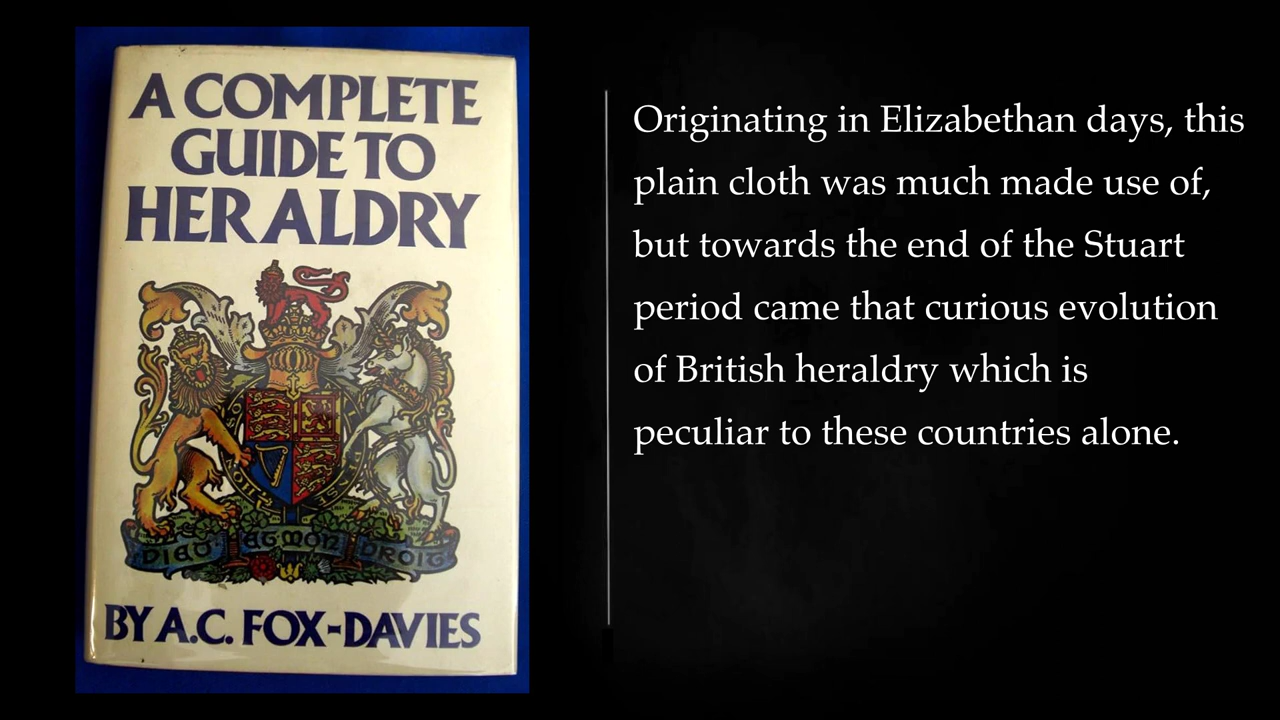 A COMPLETE
GUIDE TO
HERALDRY
DIEU ET MON DROIT
BY A.C. FOX-DAVIES
Originating in Elizabethan days, this
plain cloth was much made use of,
but towards the end of the Stuart
period came that curious evolution
of British heraldry which is
peculiar to these countries alone.